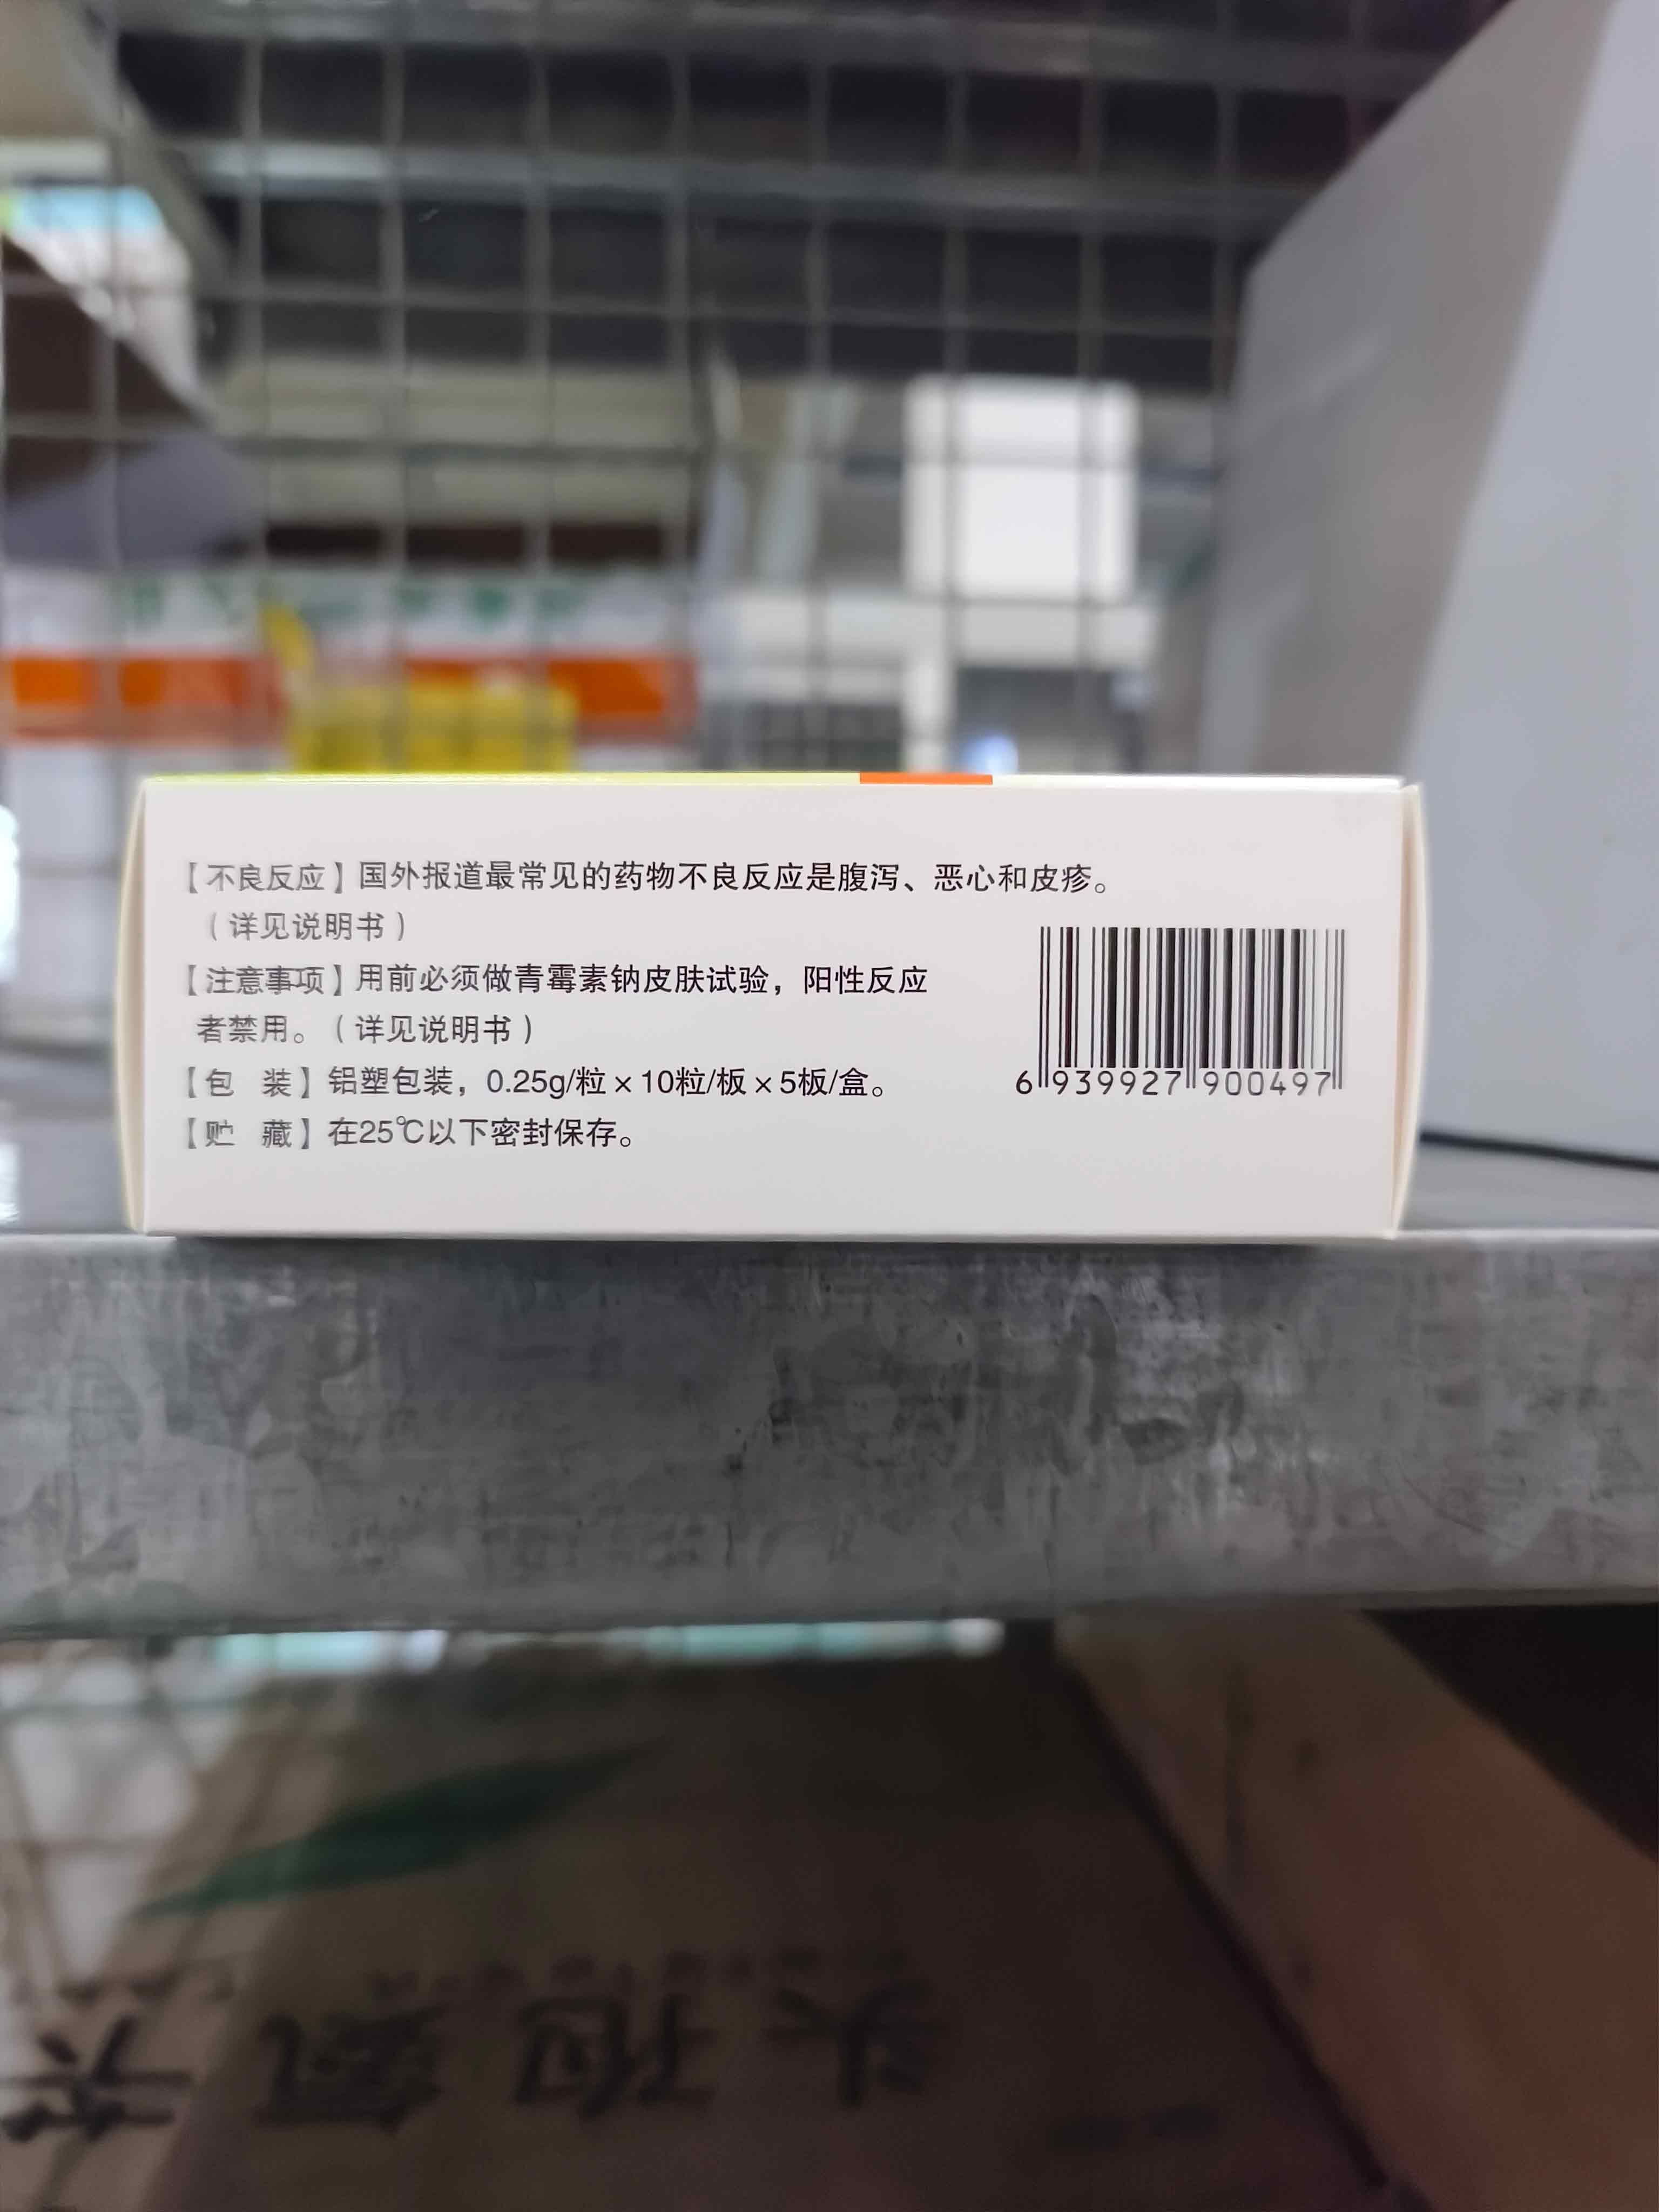 【不良反应】国外报道最常见的药物不良反应是腹泻、恶心和皮疹。
（详见说明书）
【注意事项】用前必须做青霉素钠皮肤试验，阳性反应
者禁用。（详见说明书）
【包 装】铝塑包装，0.25g/粒×10粒/板×5板/盒。
【贮 藏】在25℃以下密封保存。
6 939927 900497
头孢氨